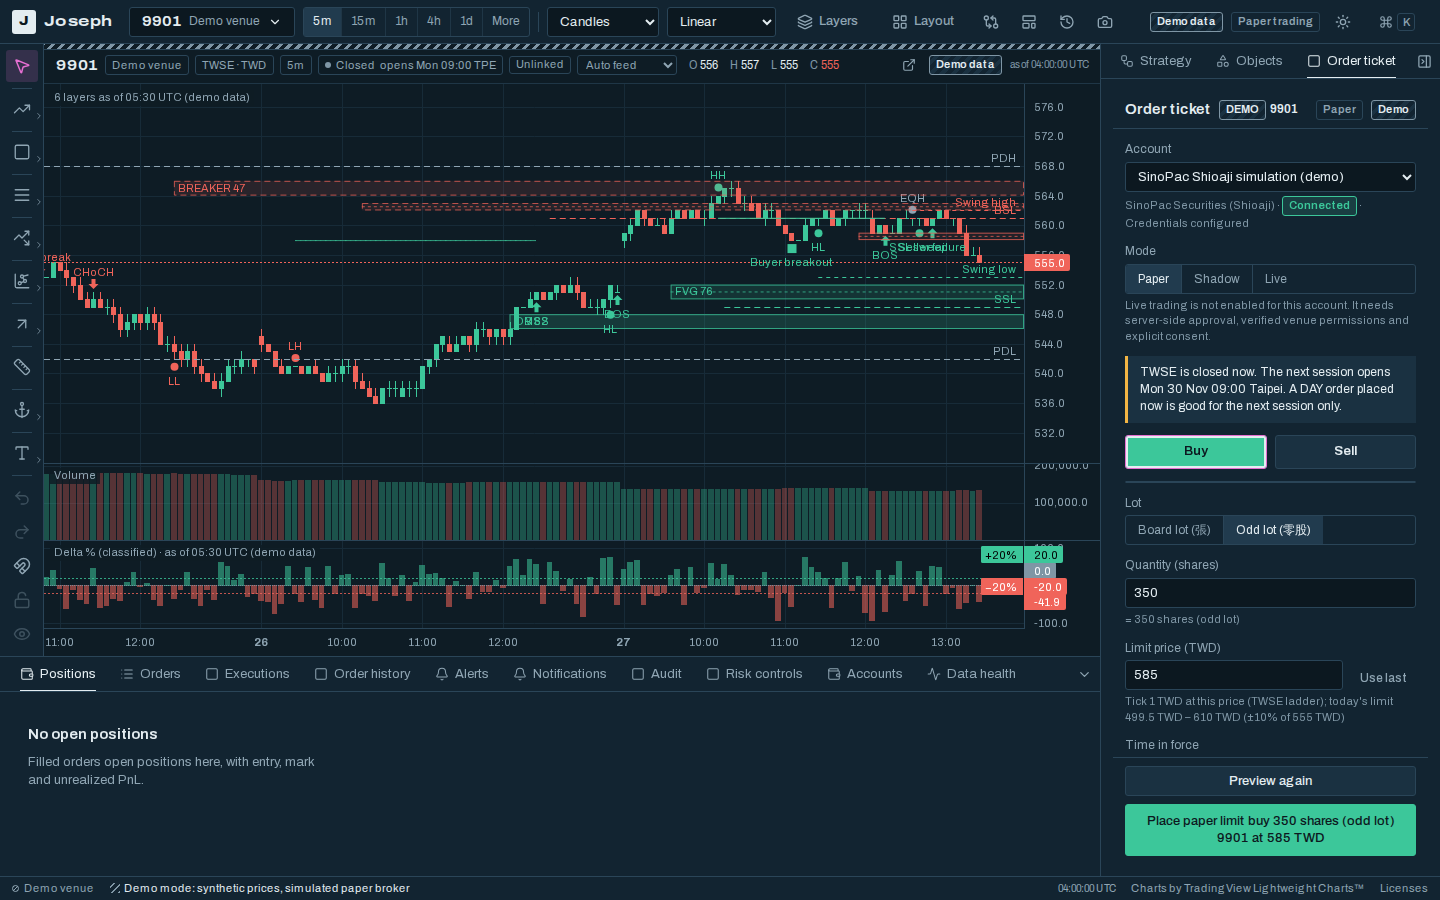 J Joseph
9901 Demo venue
5m 15m 1h 4h 1d More
Candles
Linear
Layers
Layout
Demo data
Paper trading
⌘ K
9901 Demo venue TWSE·TWD 5m Closed opens Mon 09:00 TPE Unlinked Auto feed O 556 H 557 L 555 C 555
Demo data as of 04:00:00 UTC
6 layers as of 05:30 UTC (demo data)
576.0
572.0
568.0
564.0
560.0
555.0
552.0
548.0
544.0
540.0
536.0
532.0
PDH
BREAKER 47
HH
EQH
Swing high
BSL
HL
BOS
Buyer breakout
Swing low
CHoCH
FVG 76
SSL
BOS
HL
LH
PDL
LL
Volume
200,000.0
100,000.0
Delta % (classified) · as of 05:30 UTC (demo data)
+20% 20.0
0.0
−20% -20.0
-41.9
-100.0
11:00 12:00 26 10:00 11:00 12:00 27 10:00 11:00 12:00 13:00
Positions Orders Executions Order history Alerts Notifications Audit Risk controls Accounts Data health
No open positions
Filled orders open positions here, with entry, mark
and unrealized PnL.
Strategy Objects Order ticket
Order ticket DEMO 9901 Paper Demo
Account
SinoPac Shioaji simulation (demo)
SinoPac Securities (Shioaji) · Connected ·
Credentials configured
Mode
Paper Shadow Live
Live trading is not enabled for this account. It needs
server-side approval, verified venue permissions and
explicit consent.
TWSE is closed now. The next session opens
Mon 30 Nov 09:00 Taipei. A DAY order placed
now is good for the next session only.
Buy Sell
Lot
Board lot (張) Odd lot (零股)
Quantity (shares)
350
= 350 shares (odd lot)
Limit price (TWD)
585 Use last
Tick 1 TWD at this price (TWSE ladder); today's limit
499.5 TWD – 610 TWD (±10% of 555 TWD)
Time in force
Preview again
Place paper limit buy 350 shares (odd lot)
9901 at 585 TWD
Demo venue Demo mode: synthetic prices, simulated paper broker
04:00:00 UTC Charts by TradingView Lightweight Charts™ Licenses